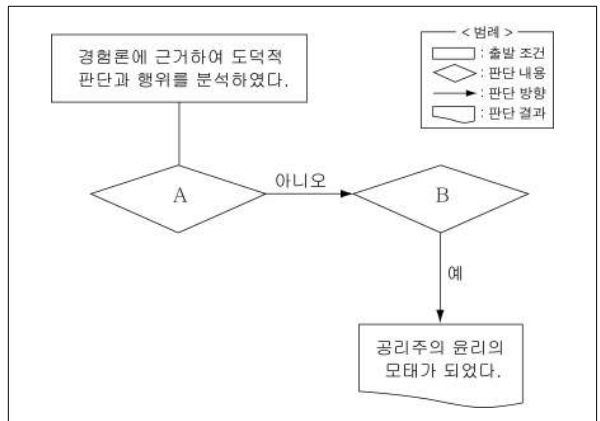 경험론에 근거하여 도덕적
판단과 행위를 분석하였다.
< 범례 >
: 출발 조건
: 판단 내용
: 판단 방향
: 판단 결과
A
아니오
B
예
공리주의 윤리의
모태가 되었다.